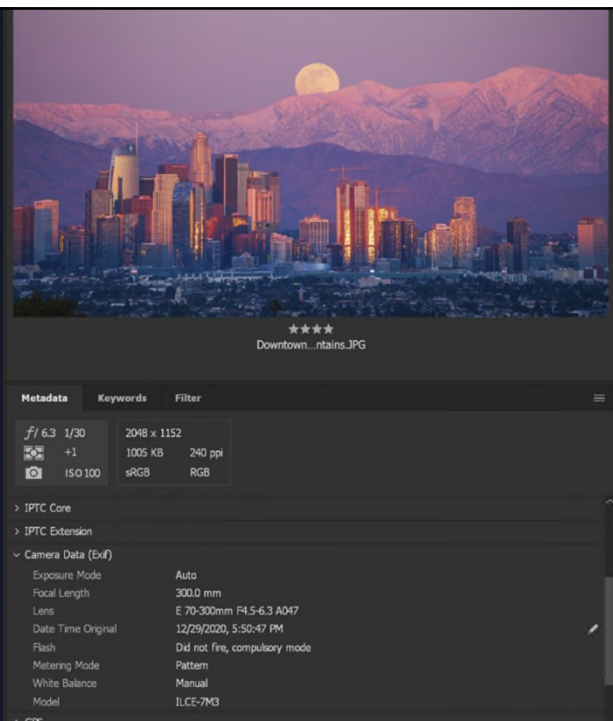 ★★★★
Downtown...ntains.JPG
Metadata Keywords Filter
ƒ/ 6.3 1/30 2048 x 1152
+1 1005 KB 240 ppi
ISO 100 sRGB RGB
> IPTC Core
> IPTC Extension
Camera Data (Exif)
Exposure Mode Auto
Focal Length 300.0 mm
Lens E 70-300mm F4.5-6.3 A047
Date Time Original 12/29/2020, 5:50:47 PM
Flash Did not fire, compulsory mode
Metering Mode Pattern
White Balance Manual
Model ILCE-7M3
> GPS